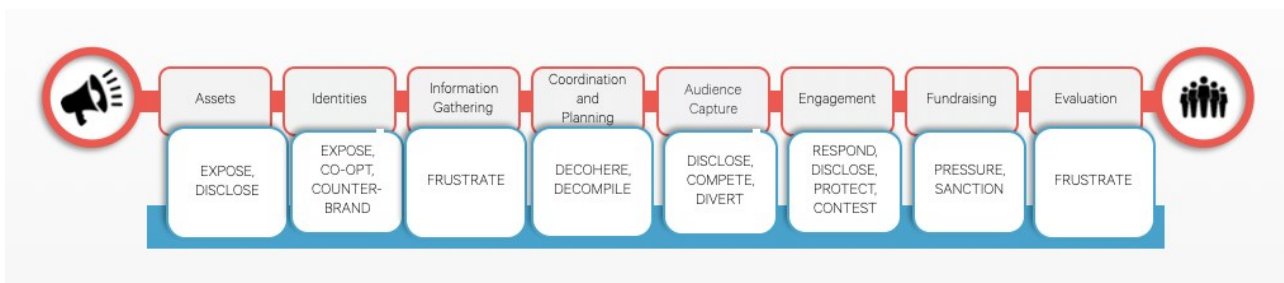 Assets
Identities
Information
Gathering
Coordination
and
Planning
Audience
Capture
Engagement
Fundraising
Evaluation
EXPOSE,
DISCLOSE
EXPOSE,
CO-OPT,
COUNTER-
BRAND
FRUSTRATE
DECOHERE,
DECOMPILE
DISCLOSE,
COMPETE,
DIVERT
RESPOND,
DISCLOSE,
PROTECT,
CONTEST
PRESSURE,
SANCTION
FRUSTRATE